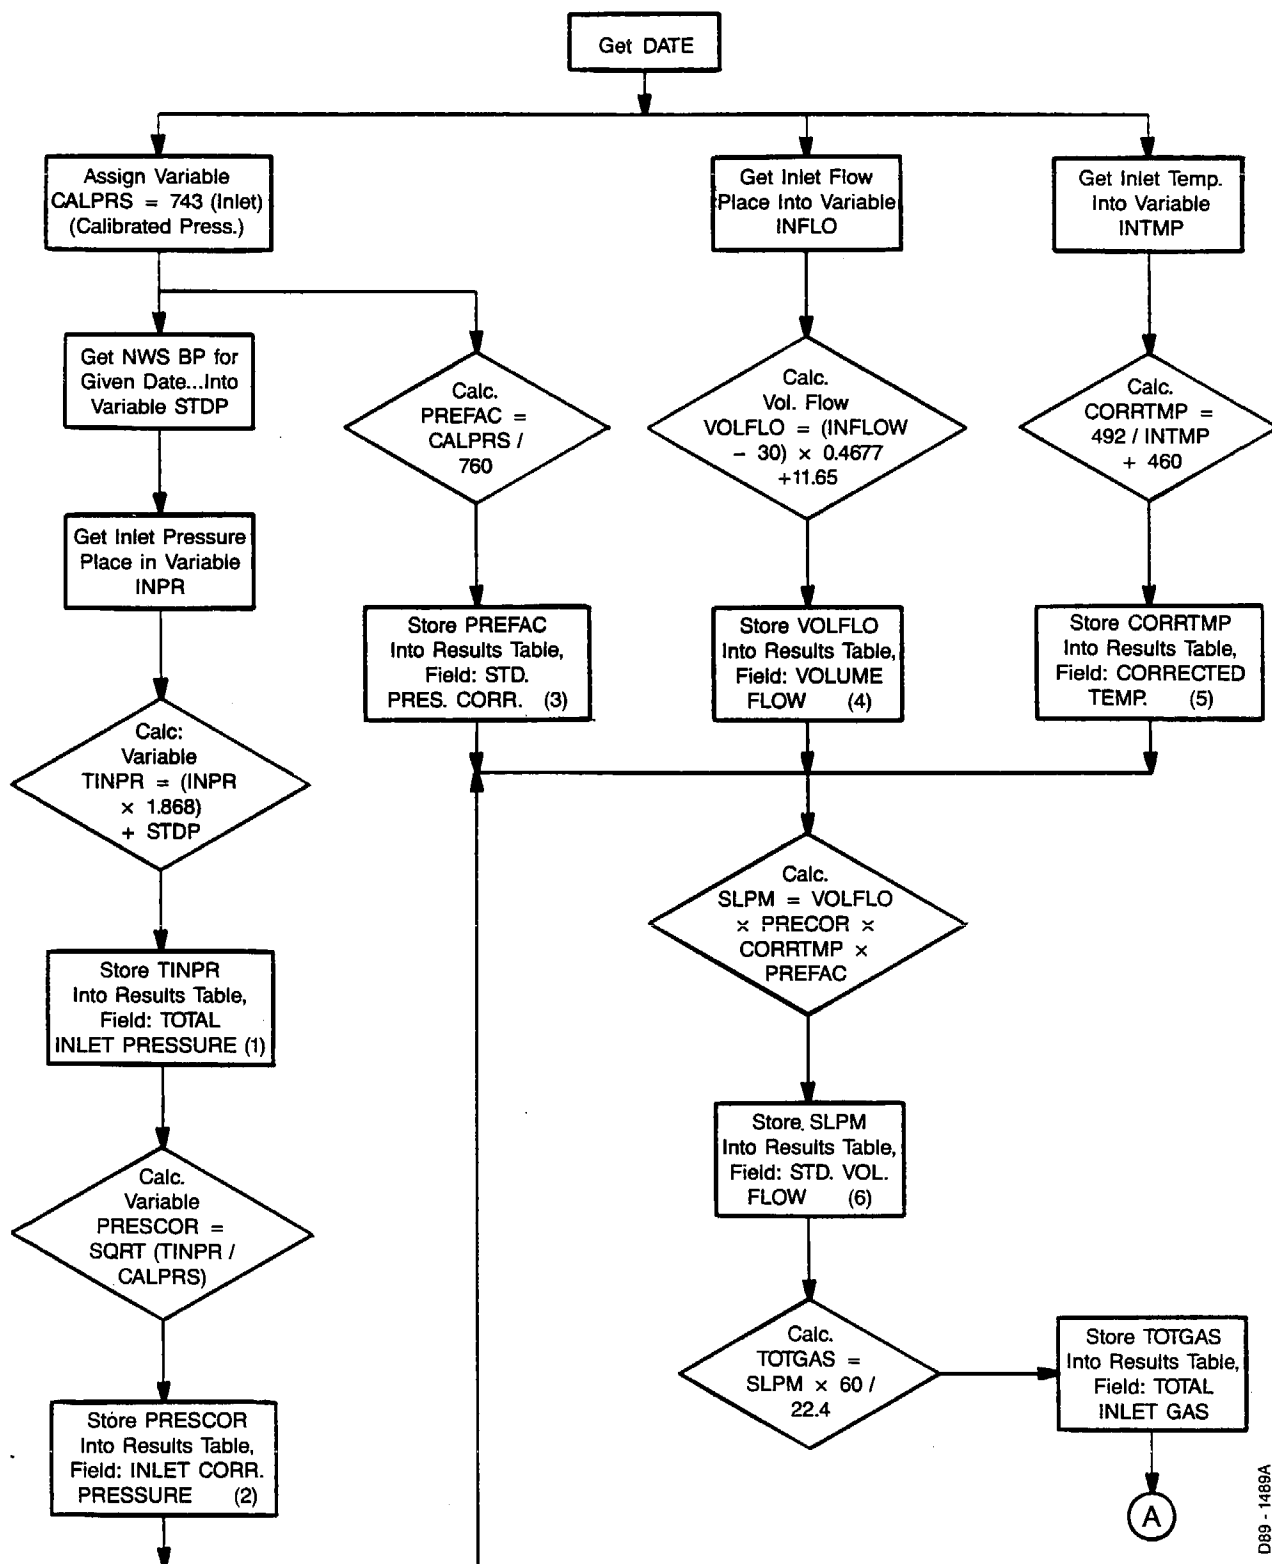 Get DATE
Assign Variable
CALPRS = 743 (Inlet)
(Calibrated Press.)
Get Inlet Flow
Place Into Variable
INFLO
Get Inlet Temp.
Into Variable
INTMP
Get NWS BP for
Given Date...Into
Variable STDP
Calc.
PREFAC =
CALPRS /
760
Calc.
Vol. Flow
VOLFLO = (INFLOW
− 30) × 0.4677
+11.65
Calc.
CORRTMP =
492 / INTMP
+ 460
Get Inlet Pressure
Place in Variable
INPR
Store PREFAC
Into Results Table,
Field: STD.
PRES. CORR. (3)
Store VOLFLO
Into Results Table,
Field: VOLUME
FLOW (4)
Store CORRTMP
Into Results Table,
Field: CORRECTED
TEMP. (5)
Calc:
Variable
TINPR = (INPR
× 1.868)
+ STDP
Calc.
SLPM = VOLFLO
× PRECOR ×
CORRTMP ×
PREFAC
Store TINPR
Into Results Table,
Field: TOTAL
INLET PRESSURE (1)
Store SLPM
Into Results Table,
Field: STD. VOL.
FLOW (6)
Calc.
Variable
PRESCOR =
SQRT (TINPR /
CALPRS)
Calc.
TOTGAS =
SLPM × 60 /
22.4
Store TOTGAS
Into Results Table,
Field: TOTAL
INLET GAS
Store PRESCOR
Into Results Table,
Field: INLET CORR.
PRESSURE (2)
A
D89 - 1489A